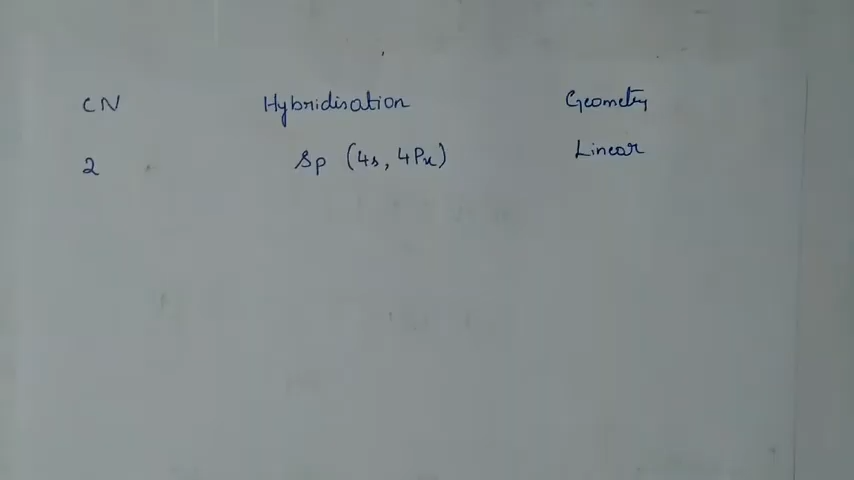 CN Hybridisation Geometry
2 sp (4s, 4Px) Linear